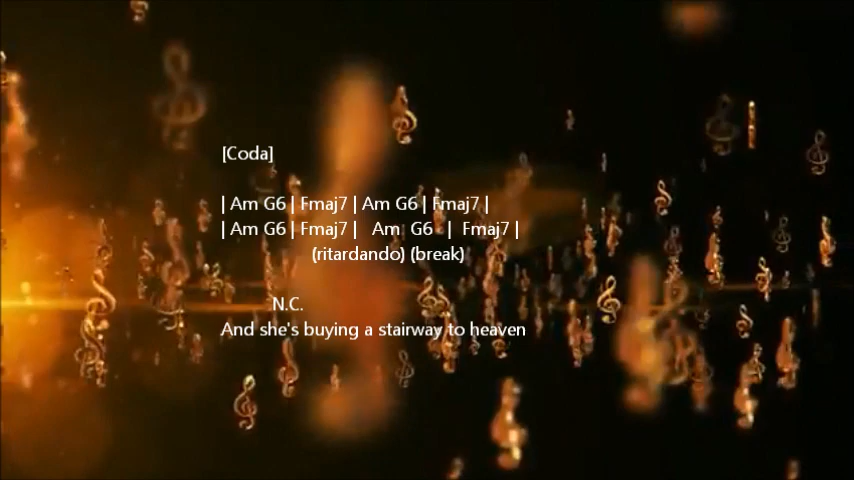 [Coda]
| Am G6 | Fmaj7 | Am G6 | Fmaj7 |
| Am G6 | Fmaj7 | Am G6 | Fmaj7 |
(ritardando) (break)
N.C.
And she's buying a stairway to heaven